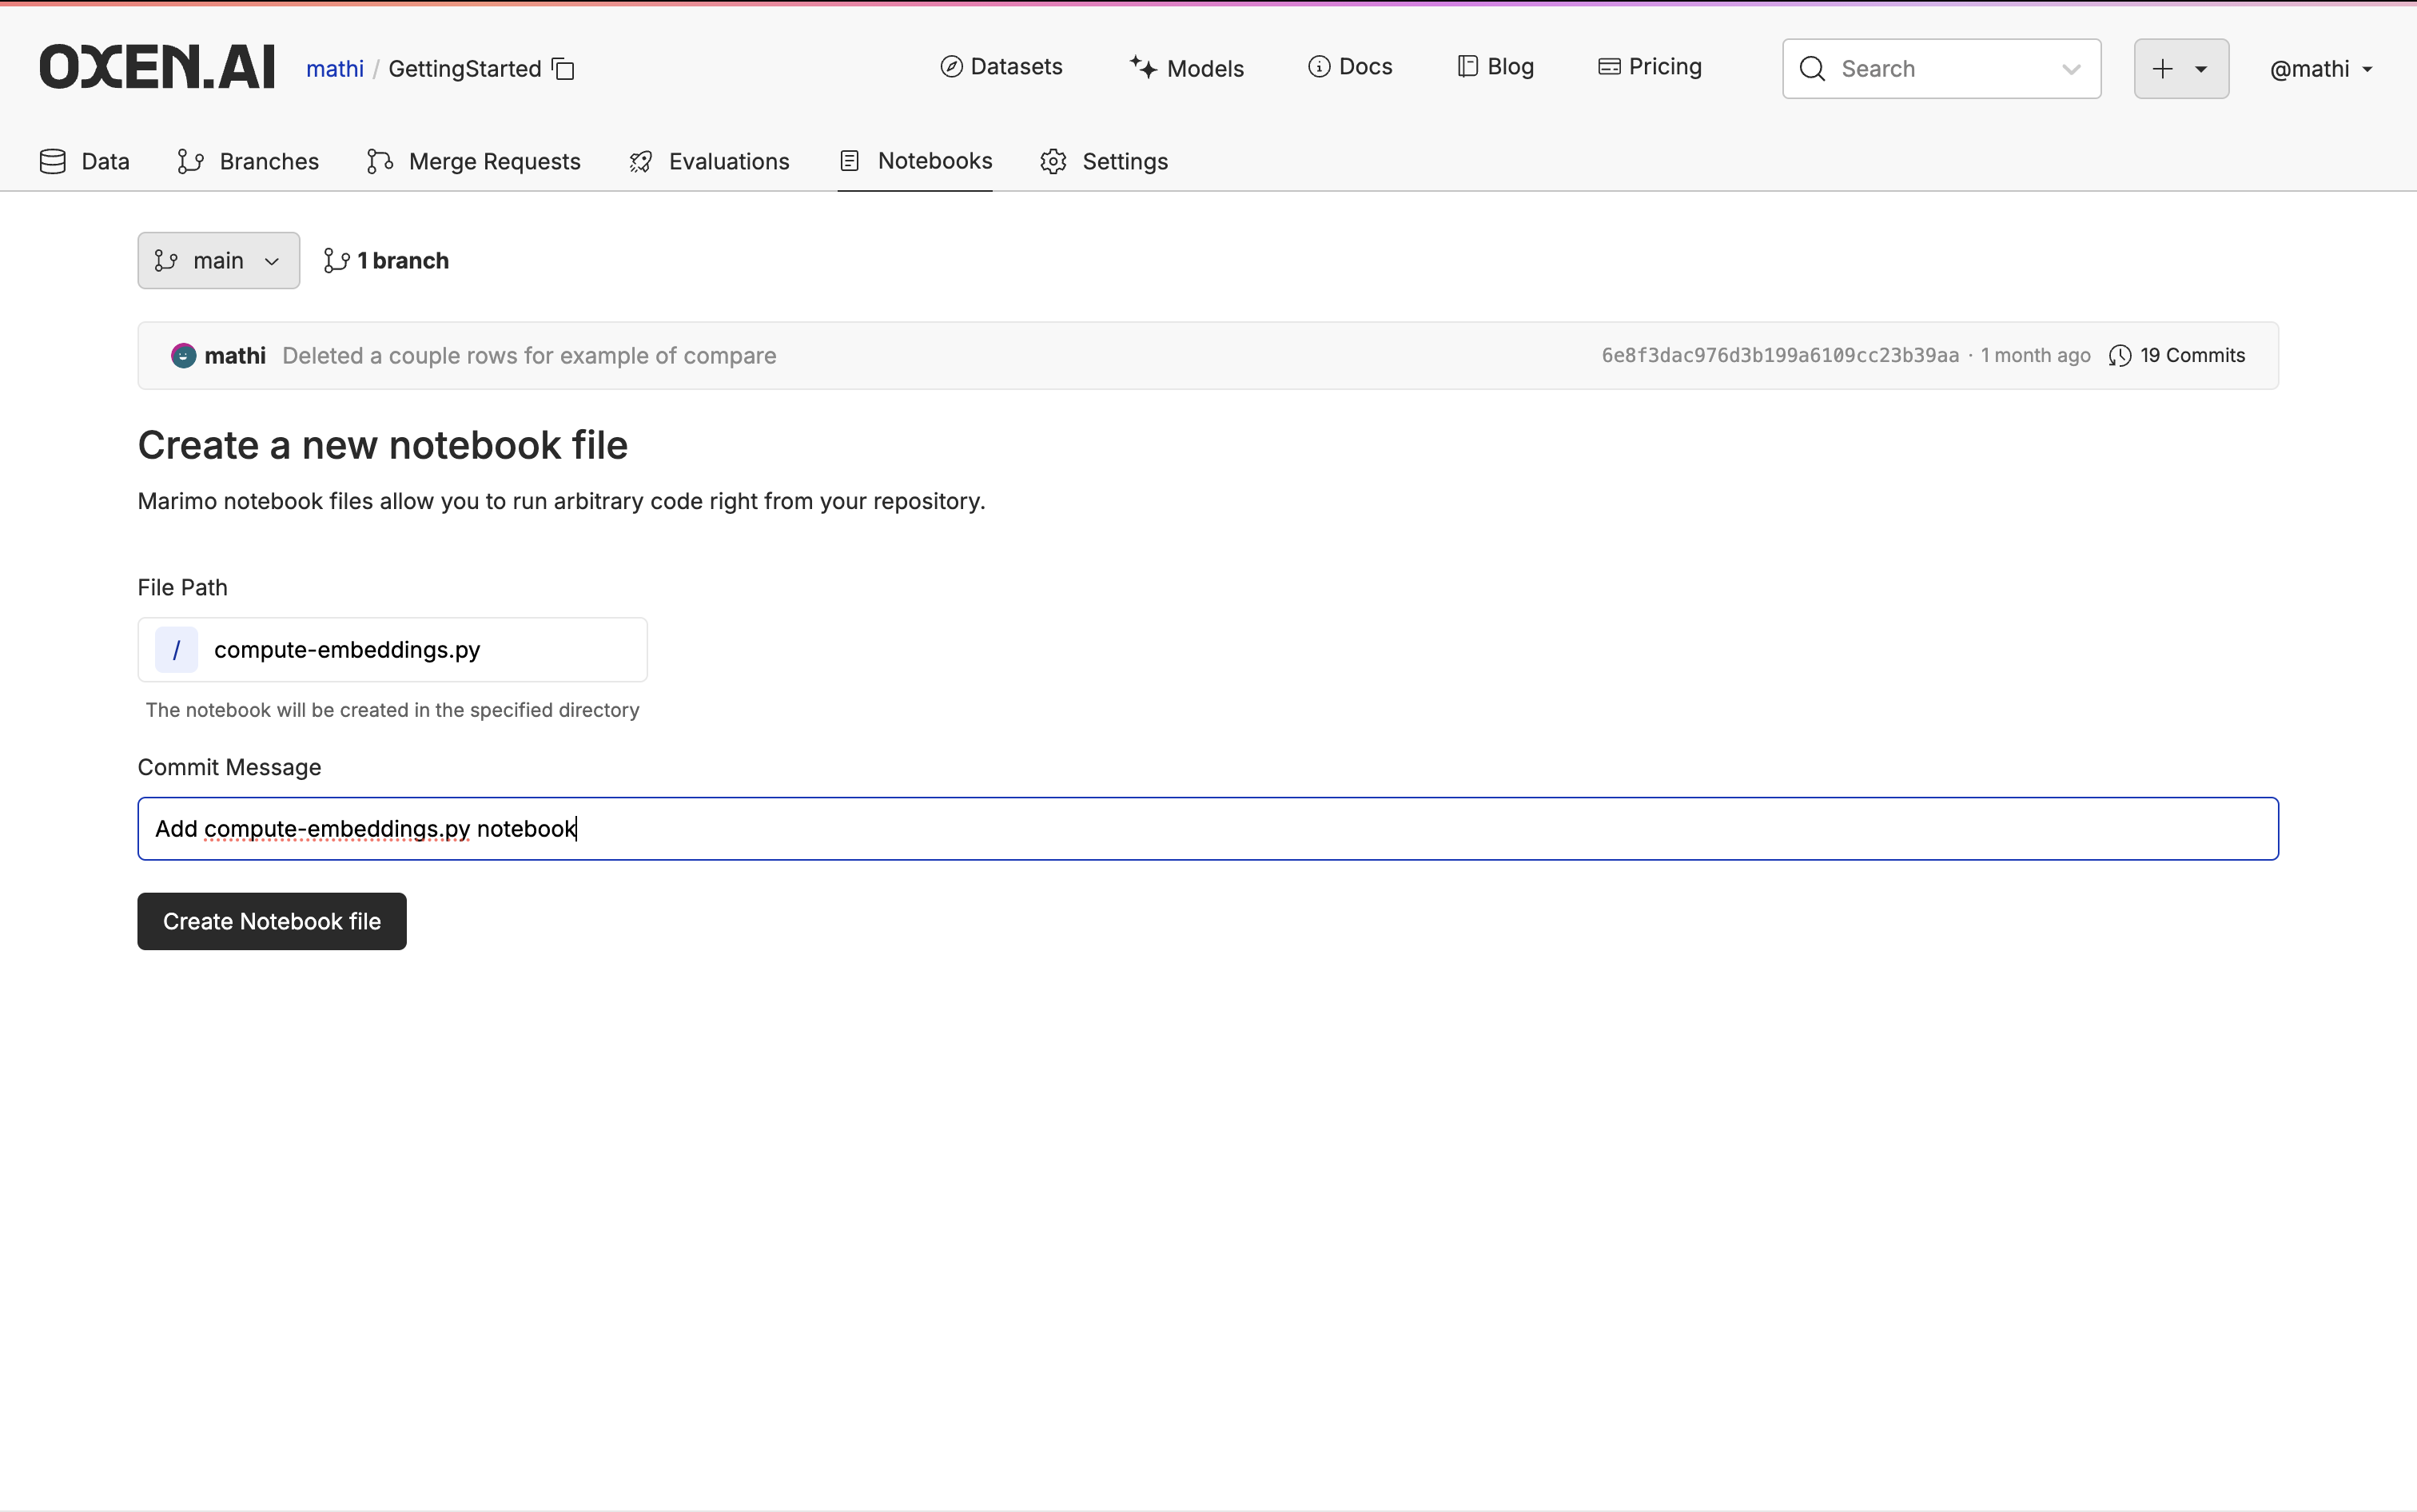 OXEN.AI mathi / GettingStarted Datasets Models Docs Blog Pricing Search + @mathi
Data Branches Merge Requests Evaluations Notebooks Settings
main 1 branch
mathi Deleted a couple rows for example of compare 6e8f3dac976d3b199a6109cc23b39aa · 1 month ago 19 Commits
Create a new notebook file
Marimo notebook files allow you to run arbitrary code right from your repository.
File Path
/ compute-embeddings.py
The notebook will be created in the specified directory
Commit Message
Add compute-embeddings.py notebook
Create Notebook file